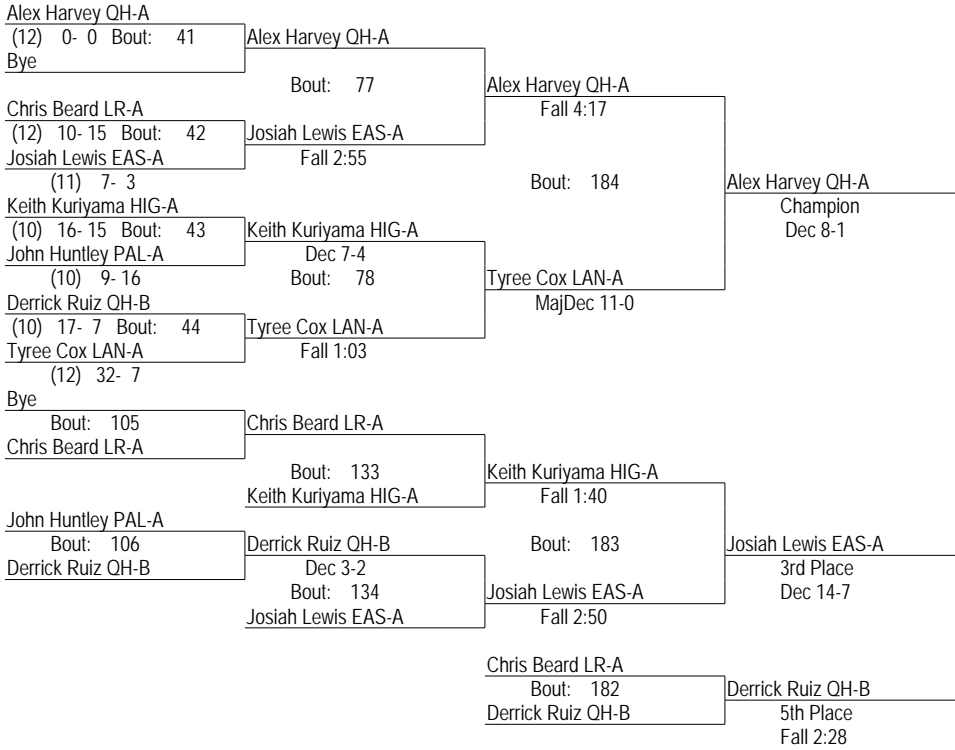 Alex Harvey QH-A
(12) 0- 0 Bout: 41
Alex Harvey QH-A
Bye
Bout: 77
Alex Harvey QH-A
Chris Beard LR-A
Fall 4:17
(12) 10- 15 Bout: 42
Josiah Lewis EAS-A
Josiah Lewis EAS-A
Fall 2:55
(11) 7- 3
Bout: 184
Alex Harvey QH-A
Keith Kuriyama HIG-A
Champion
(10) 16- 15 Bout: 43
Keith Kuriyama HIG-A
Dec 8-1
John Huntley PAL-A
Dec 7-4
(10) 9- 16
Bout: 78
Tyree Cox LAN-A
Derrick Ruiz QH-B
MajDec 11-0
(10) 17- 7 Bout: 44
Tyree Cox LAN-A
Tyree Cox LAN-A
Fall 1:03
(12) 32- 7
Bye
Bout: 105
Chris Beard LR-A
Chris Beard LR-A
Bout: 133
Keith Kuriyama HIG-A
Keith Kuriyama HIG-A
Fall 1:40
John Huntley PAL-A
Bout: 106
Derrick Ruiz QH-B
Bout: 183
Josiah Lewis EAS-A
Derrick Ruiz QH-B
Dec 3-2
3rd Place
Bout: 134
Josiah Lewis EAS-A
Dec 14-7
Josiah Lewis EAS-A
Fall 2:50
Chris Beard LR-A
Bout: 182
Derrick Ruiz QH-B
Derrick Ruiz QH-B
5th Place
Fall 2:28